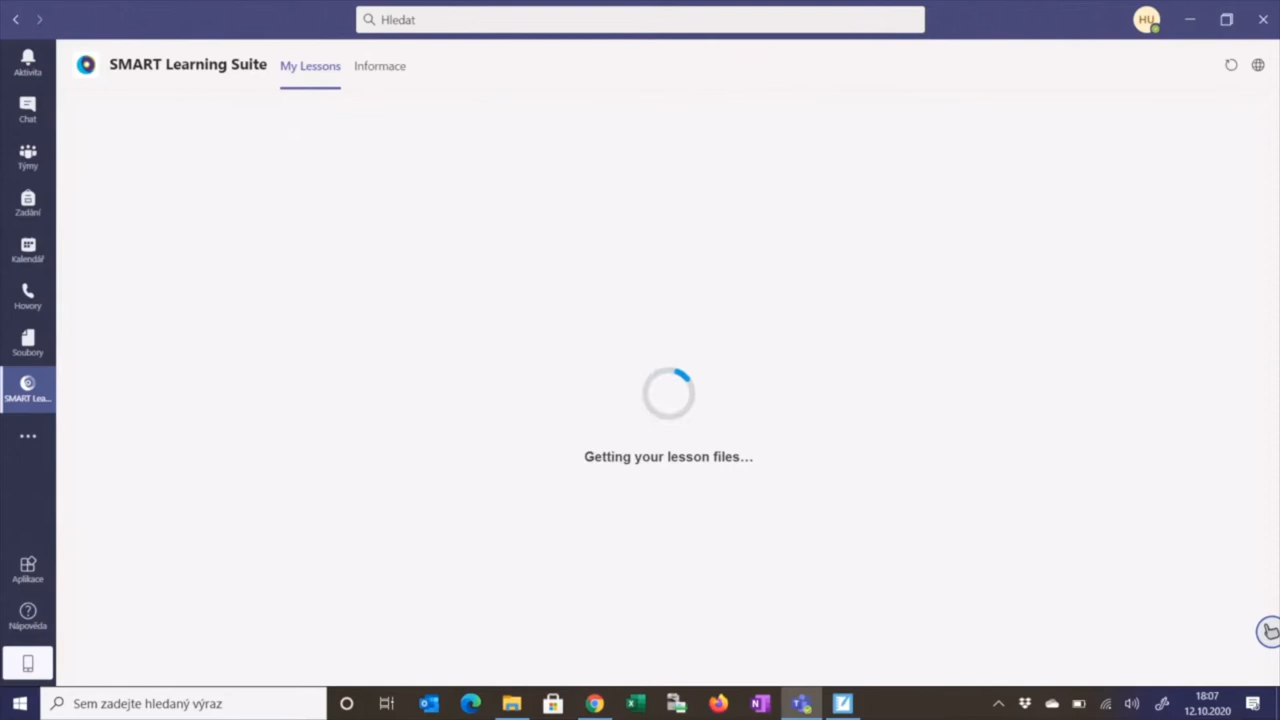 Hledat
HU
Aktivita
Chat
Týmy
Zadání
Kalendář
Hovory
Soubory
SMART Lea...
Aplikace
Nápověda
SMART Learning Suite My Lessons Informace
Getting your lesson files...
Sem zadejte hledaný výraz
18:07
12.10.2020